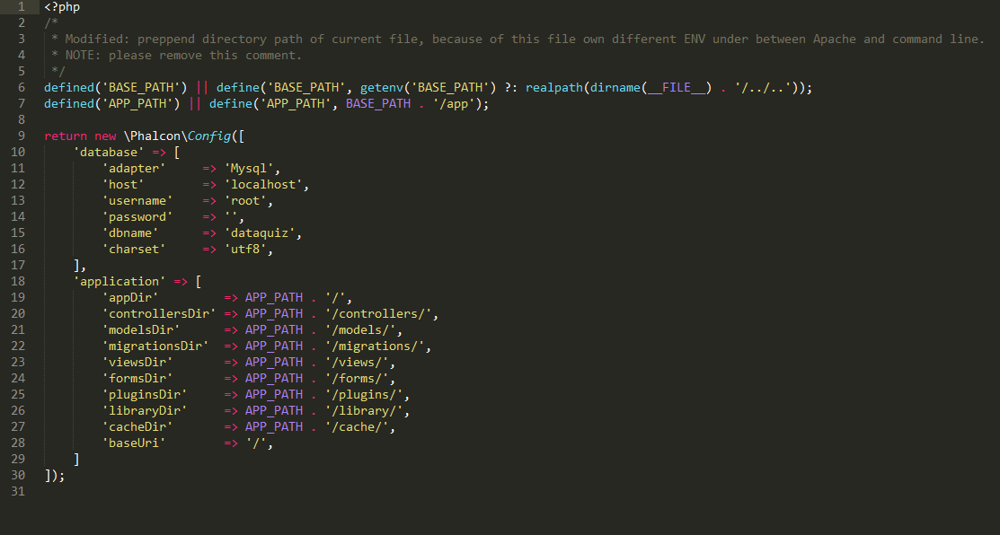 1 <?php
2 /*
3  * Modified: preppend directory path of current file, because of this file own different ENV under between Apache and command line.
4  * NOTE: please remove this comment.
5  */
6 defined('BASE_PATH') || define('BASE_PATH', getenv('BASE_PATH') ?: realpath(dirname(__FILE__) . '/../..'));
7 defined('APP_PATH') || define('APP_PATH', BASE_PATH . '/app');
8
9 return new \Phalcon\Config([
10     'database' => [
11         'adapter'     => 'Mysql',
12         'host'        => 'localhost',
13         'username'    => 'root',
14         'password'    => '',
15         'dbname'      => 'dataquiz',
16         'charset'     => 'utf8',
17     ],
18     'application' => [
19         'appDir'         => APP_PATH . '/',
20         'controllersDir' => APP_PATH . '/controllers/',
21         'modelsDir'      => APP_PATH . '/models/',
22         'migrationsDir'  => APP_PATH . '/migrations/',
23         'viewsDir'       => APP_PATH . '/views/',
24         'formsDir'       => APP_PATH . '/forms/',
25         'pluginsDir'     => APP_PATH . '/plugins/',
26         'libraryDir'     => APP_PATH . '/library/',
27         'cacheDir'       => APP_PATH . '/cache/',
28         'baseUri'        => '/',
29     ]
30 ]);
31